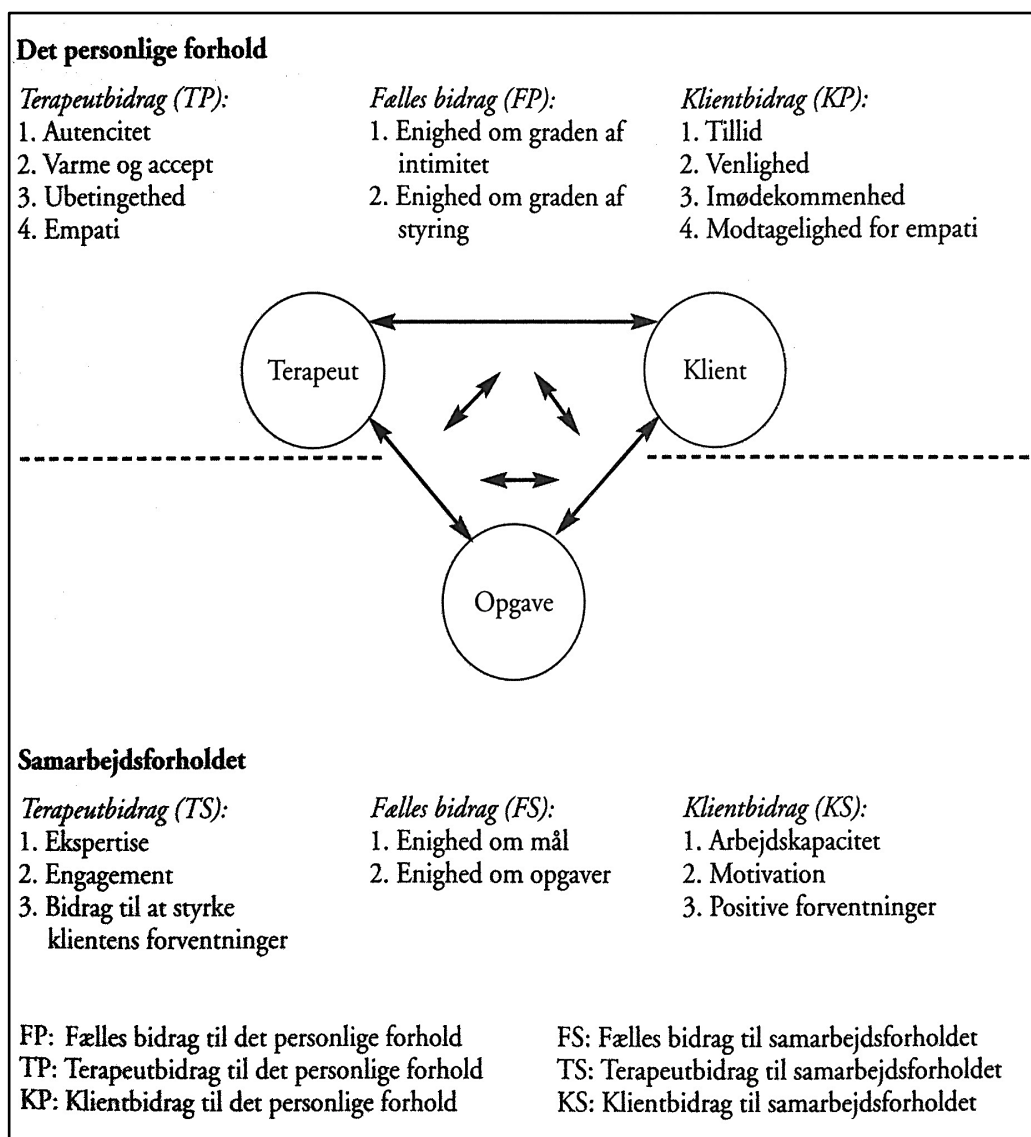 Det personlige forhold
Terapeutbidrag (TP):
1. Autencitet
2. Varme og accept
3. Ubetingethed
4. Empati
Fælles bidrag (FP):
1. Enighed om graden af
intimitet
2. Enighed om graden af
styring
Klientbidrag (KP):
1. Tillid
2. Venlighed
3. Imødekommenhed
4. Modtagelighed for empati
Terapeut
Klient
Opgave
Samarbejdsforholdet
Terapeutbidrag (TS):
1. Ekspertise
2. Engagement
3. Bidrag til at styrke
klientens forventninger
Fælles bidrag (FS):
1. Enighed om mål
2. Enighed om opgaver
Klientbidrag (KS):
1. Arbejdskapacitet
2. Motivation
3. Positive forventninger
FP: Fælles bidrag til det personlige forhold
TP: Terapeutbidrag til det personlige forhold
KP: Klientbidrag til det personlige forhold
FS: Fælles bidrag til samarbejdsforholdet
TS: Terapeutbidrag til samarbejdsforholdet
KS: Klientbidrag til samarbejdsforholdet